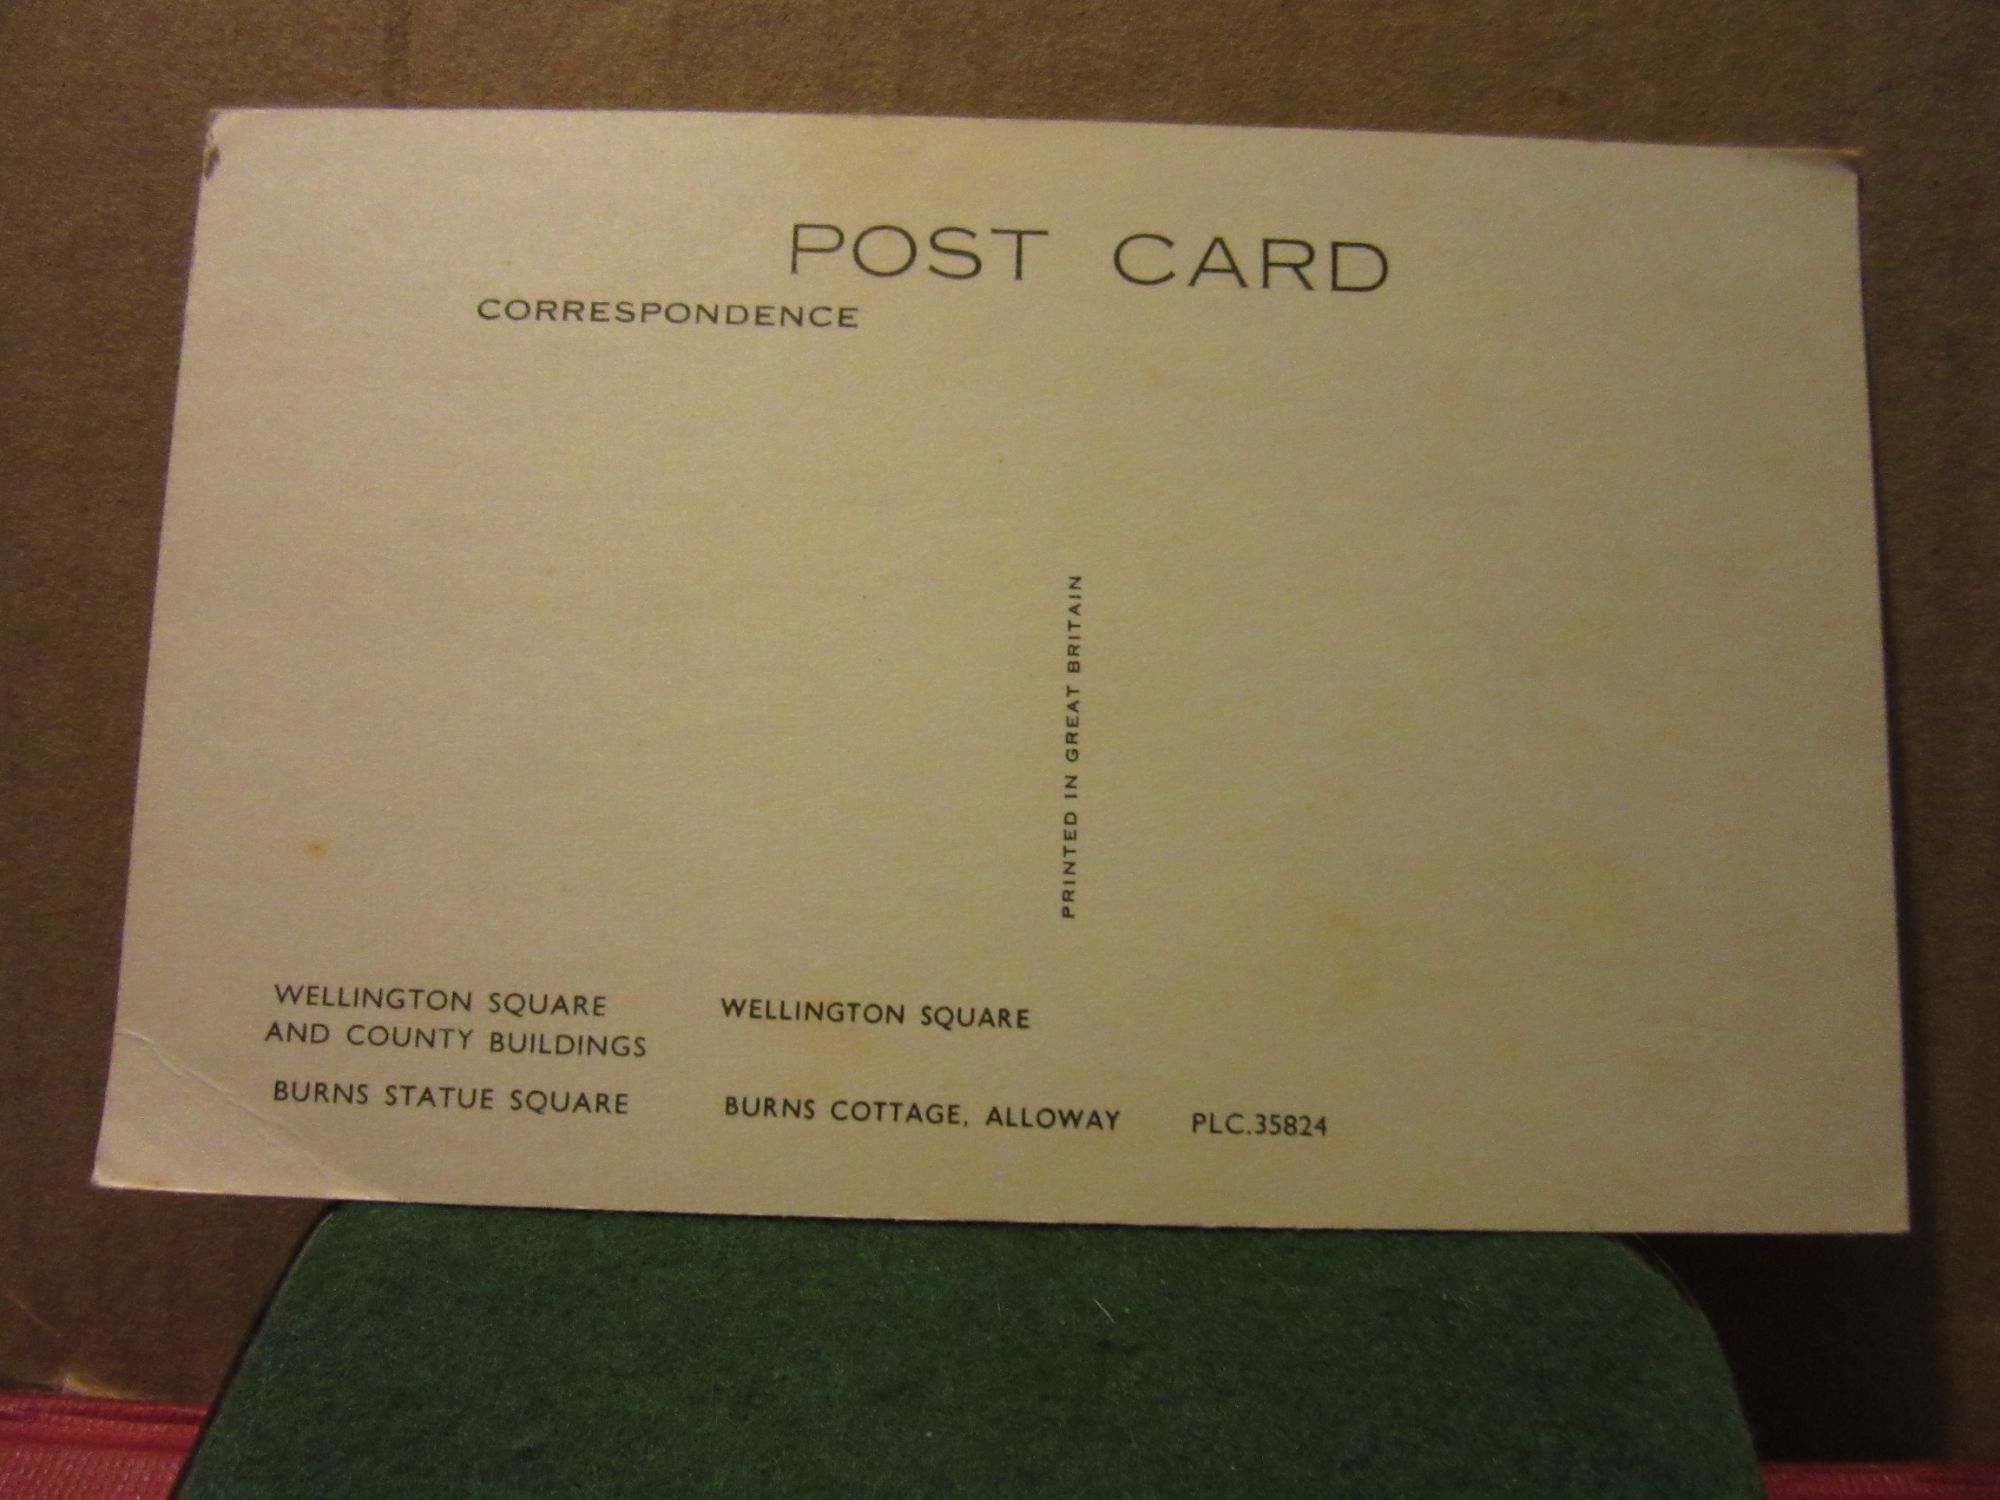 POST CARD
CORRESPONDENCE
PRINTED IN GREAT BRITAIN
WELLINGTON SQUARE
AND COUNTY BUILDINGS
WELLINGTON SQUARE
BURNS STATUE SQUARE
BURNS COTTAGE, ALLOWAY
PLC.35824